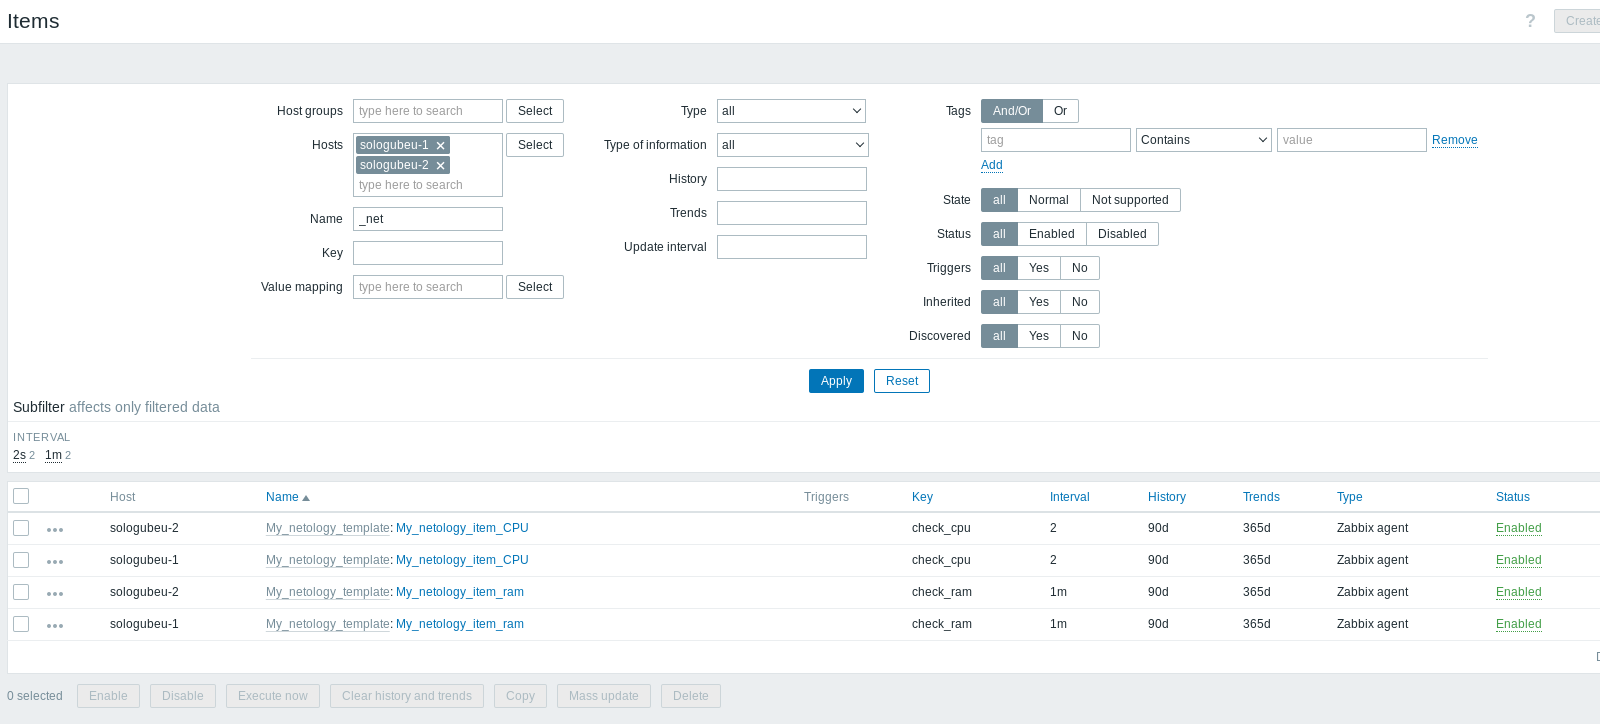 Items
? Create
Host groups type here to search Select
Hosts sologubeu-1 sologubeu-2 type here to search Select
Name _net
Key
Value mapping type here to search Select
Type all
Type of information all
History
Trends
Update interval
Tags And/Or Or
tag Contains value Remove
Add
State all Normal Not supported
Status all Enabled Disabled
Triggers all Yes No
Inherited all Yes No
Discovered all Yes No
Apply Reset
Subfilter affects only filtered data
INTERVAL
2s 2 1m 2
Host Name Triggers Key Interval History Trends Type Status
sologubeu-2 My_netology_template: My_netology_item_CPU check_cpu 2 90d 365d Zabbix agent Enabled
sologubeu-1 My_netology_template: My_netology_item_CPU check_cpu 2 90d 365d Zabbix agent Enabled
sologubeu-2 My_netology_template: My_netology_item_ram check_ram 1m 90d 365d Zabbix agent Enabled
sologubeu-1 My_netology_template: My_netology_item_ram check_ram 1m 90d 365d Zabbix agent Enabled
0 selected Enable Disable Execute now Clear history and trends Copy Mass update Delete